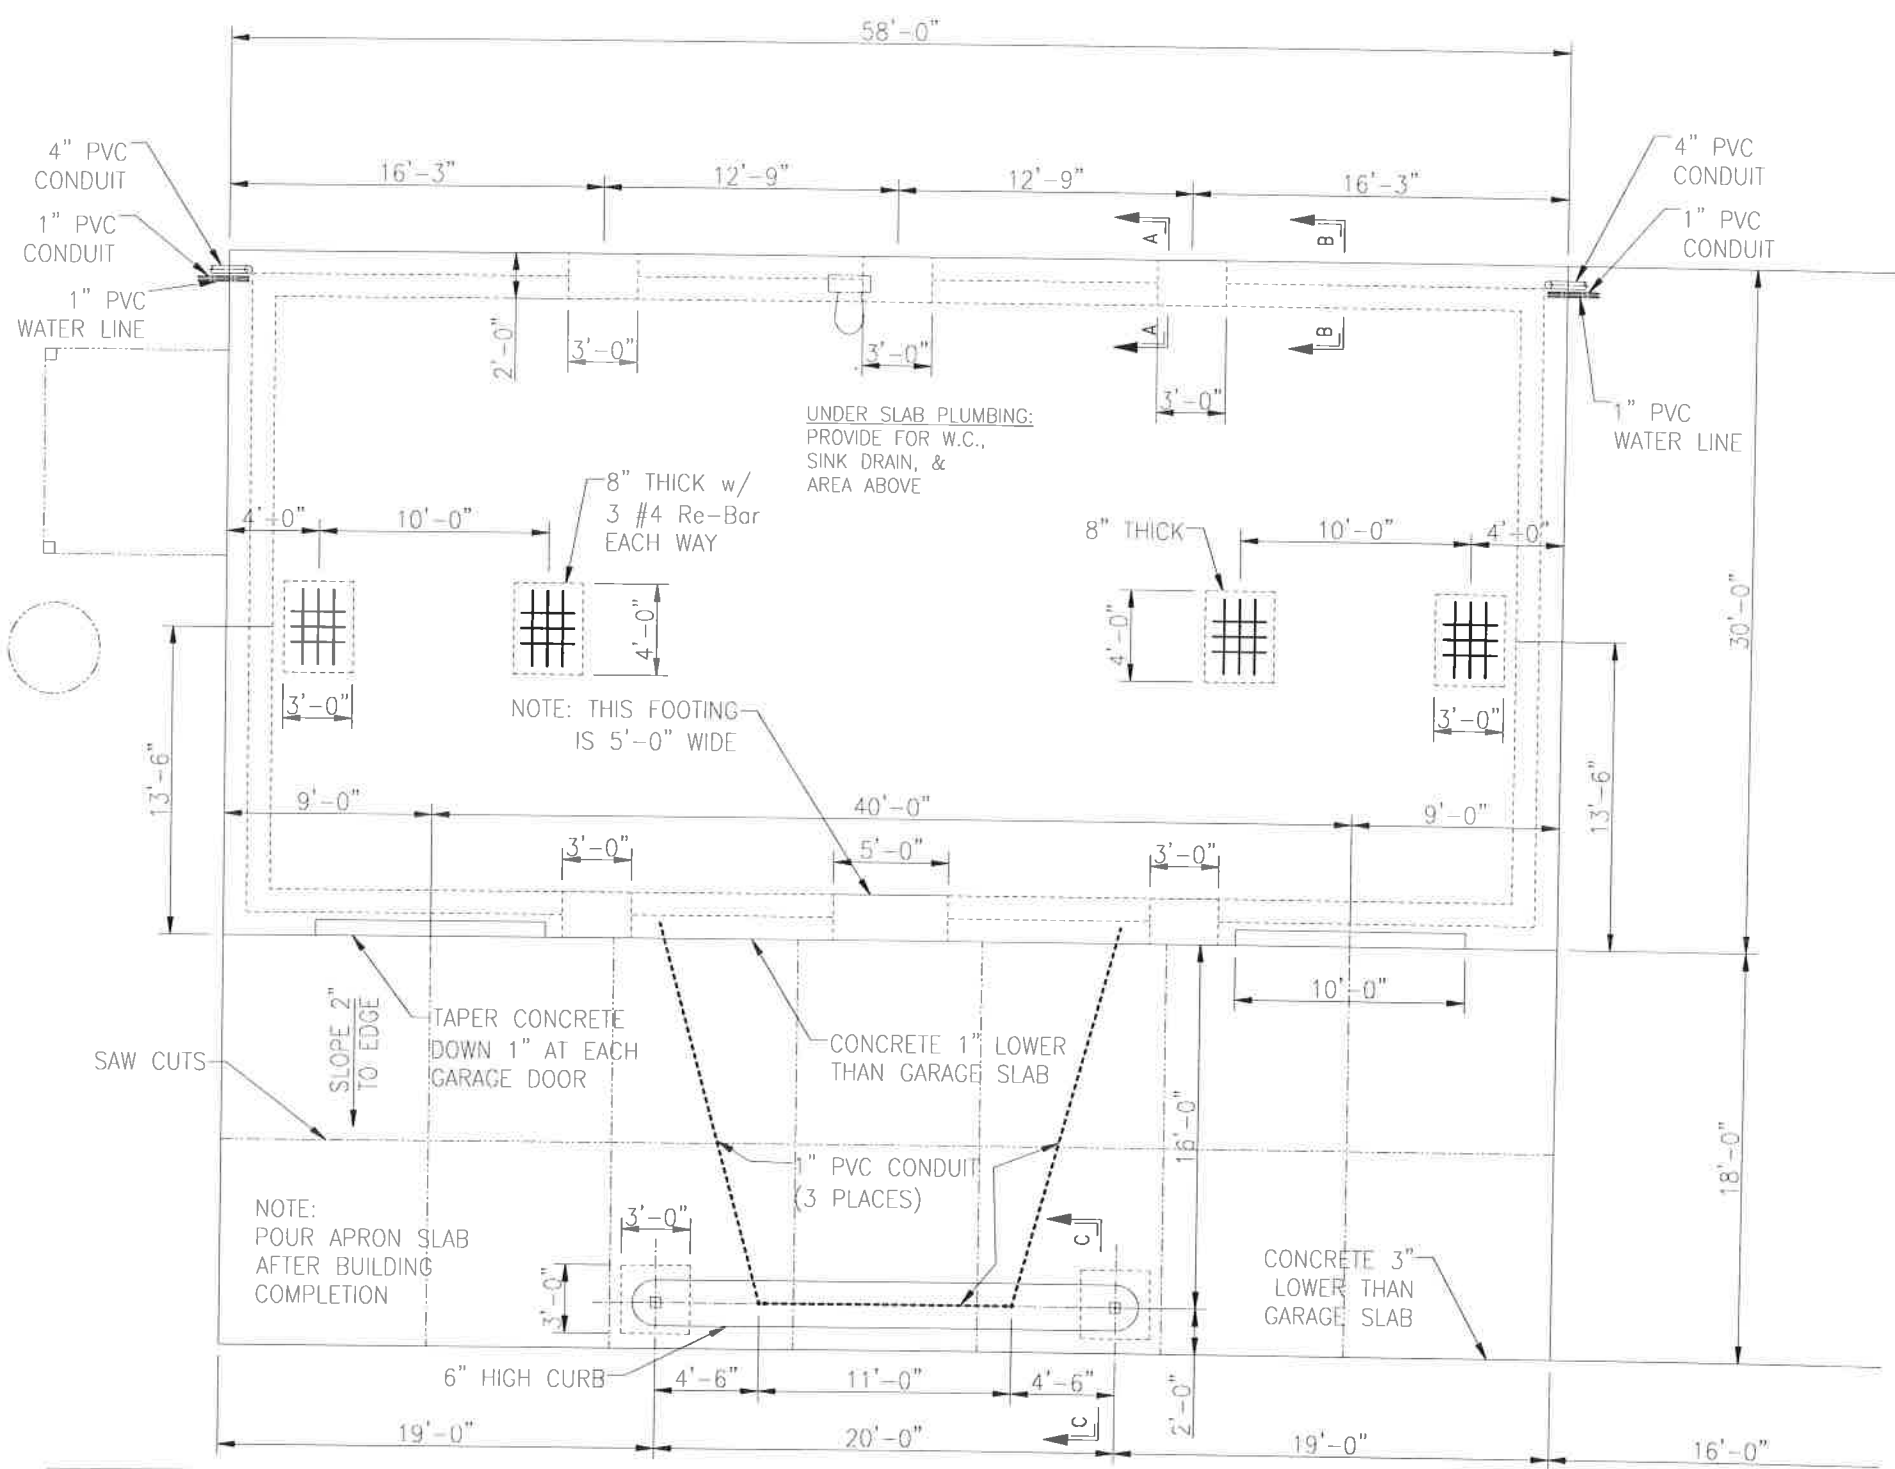 58'-0"
4" PVC
CONDUIT
1" PVC
CONDUIT
1" PVC
WATER LINE
16'-3"
12'-9"
12'-9"
16'-3"
4" PVC
CONDUIT
1" PVC
CONDUIT
1" PVC
WATER LINE
A
B
A
B
2'-0"
3'-0"
3'-0"
3'-0"
UNDER SLAB PLUMBING:
PROVIDE FOR W.C.,
SINK DRAIN, &
AREA ABOVE
8" THICK w/
3 #4 Re-Bar
EACH WAY
4'-0"
10'-0"
8" THICK
10'-0"
4'-0"
4'-0"
4'-0"
30'-0"
3'-0"
3'-0"
NOTE: THIS FOOTING
IS 5'-0" WIDE
13'-6"
13'-6"
9'-0"
40'-0"
9'-0"
3'-0"
5'-0"
3'-0"
10'-0"
SLOPE 2"
TO EDGE
TAPER CONCRETE
DOWN 1" AT EACH
GARAGE DOOR
CONCRETE 1" LOWER
THAN GARAGE SLAB
SAW CUTS
16'-0"
18'-0"
1" PVC CONDUIT
(3 PLACES)
NOTE:
POUR APRON SLAB
AFTER BUILDING
COMPLETION
3'-0"
3'-0"
C
CONCRETE 3"
LOWER THAN
GARAGE SLAB
6" HIGH CURB
4'-6"
11'-0"
4'-6"
2'-0"
C
19'-0"
20'-0"
19'-0"
16'-0"